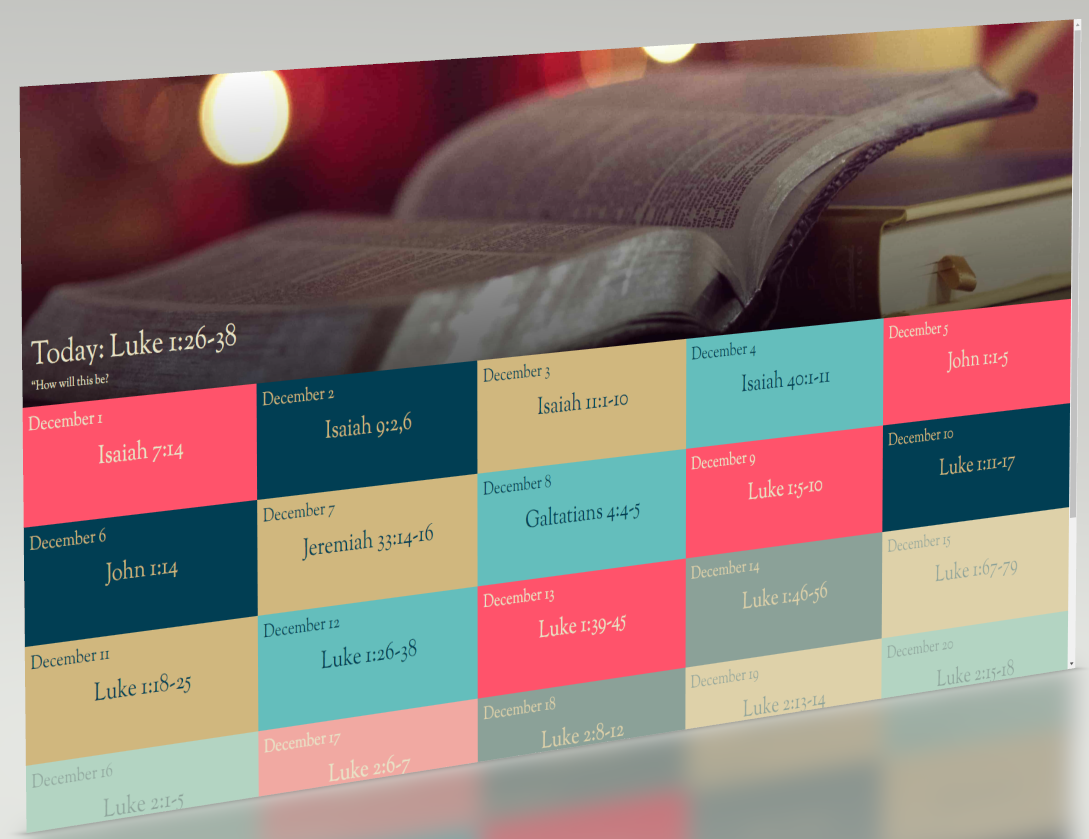 Today: Luke 1:26-38
“How will this be?
December 1
Isaiah 7:14
December 2
Isaiah 9:2,6
December 3
Isaiah 11:1-10
December 4
Isaiah 40:1-11
December 5
John 1:1-5
December 6
John 1:14
December 7
Jeremiah 33:14-16
December 8
Galtatians 4:4-5
December 9
Luke 1:5-10
December 10
Luke 1:11-17
December 11
Luke 1:18-25
December 12
Luke 1:26-38
December 13
Luke 1:39-45
December 14
Luke 1:46-56
December 15
Luke 1:67-79
December 16
Luke 2:1-5
December 17
Luke 2:6-7
December 18
Luke 2:8-12
December 19
Luke 2:13-14
December 20
Luke 2:15-18